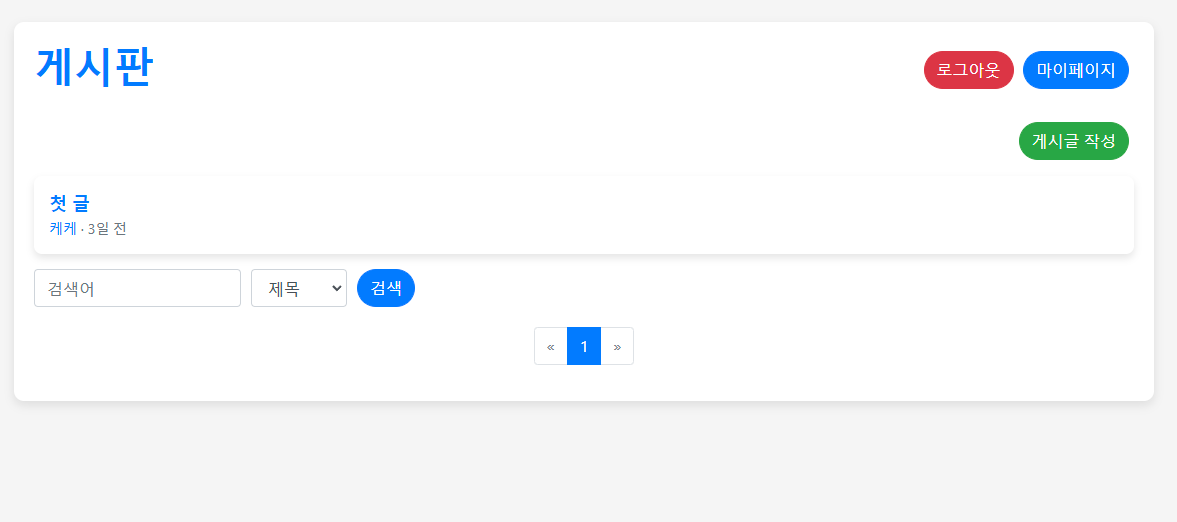 게시판
로그아웃 마이페이지
게시글 작성
첫 글
케케 · 3일 전
검색어 제목 검색
« 1 »